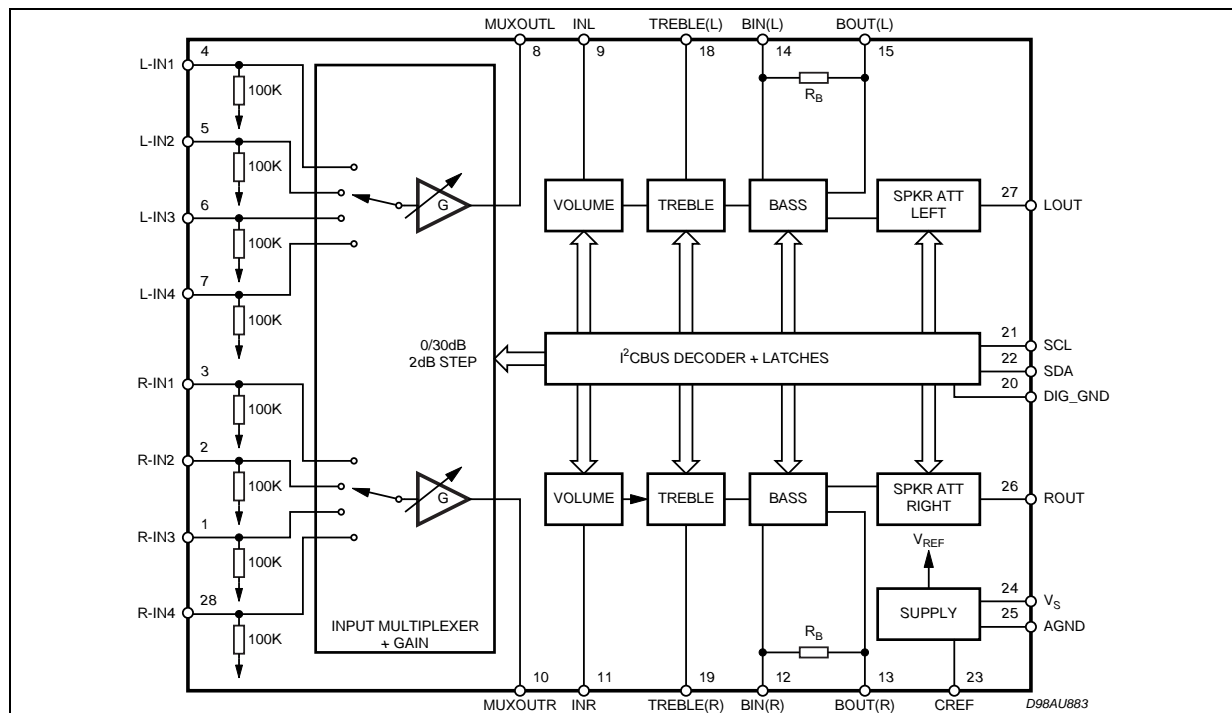 MUXOUTL INL TREBLE(L) BIN(L) BOUT(L)
8 9 18 14 15
4
L-IN1
100K
R_B
5
L-IN2
100K
6
L-IN3
100K
7
L-IN4
100K
G
VOLUME TREBLE BASS SPKR ATT LEFT
27
LOUT
0/30dB
2dB STEP
I²CBUS DECODER + LATCHES
21
SCL
22
SDA
20
DIG_GND
3
R-IN1
100K
2
R-IN2
100K
1
R-IN3
100K
28
R-IN4
100K
G
VOLUME TREBLE BASS SPKR ATT RIGHT
26
ROUT
V_REF
SUPPLY
24
V_S
25
AGND
INPUT MULTIPLEXER
+ GAIN
R_B
10 11 19 12 13 23
MUXOUTR INR TREBLE(R) BIN(R) BOUT(R) CREF
D98AU883